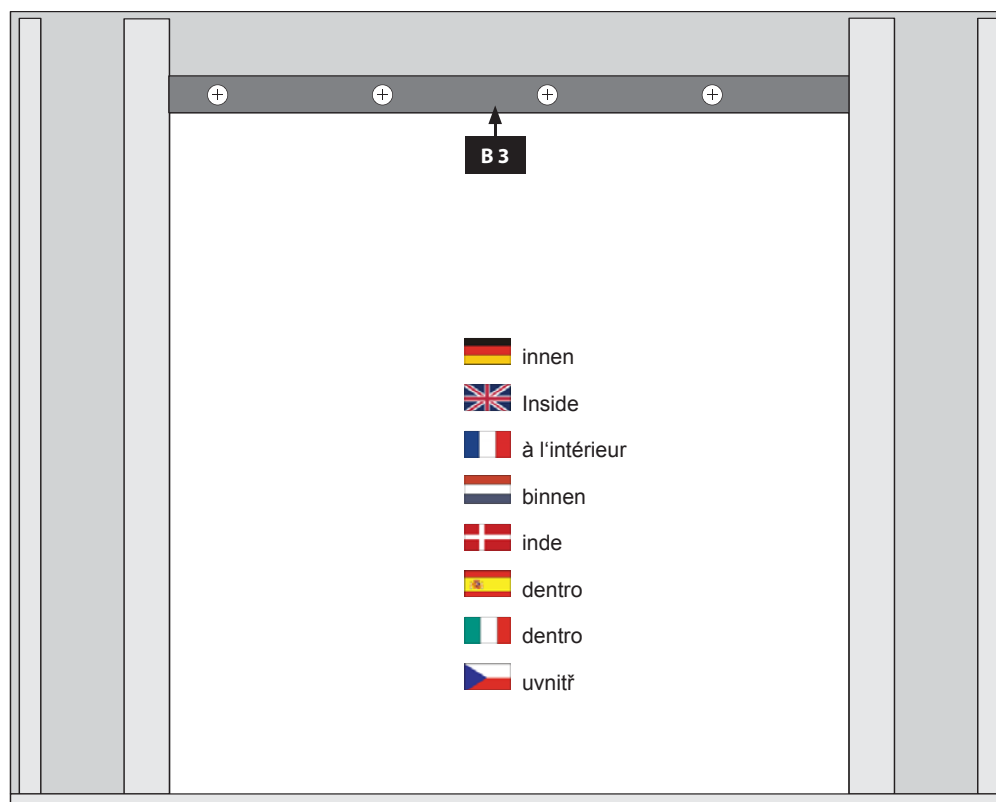 B 3
innen
Inside
à l‘intérieur
binnen
inde
dentro
dentro
uvnitř